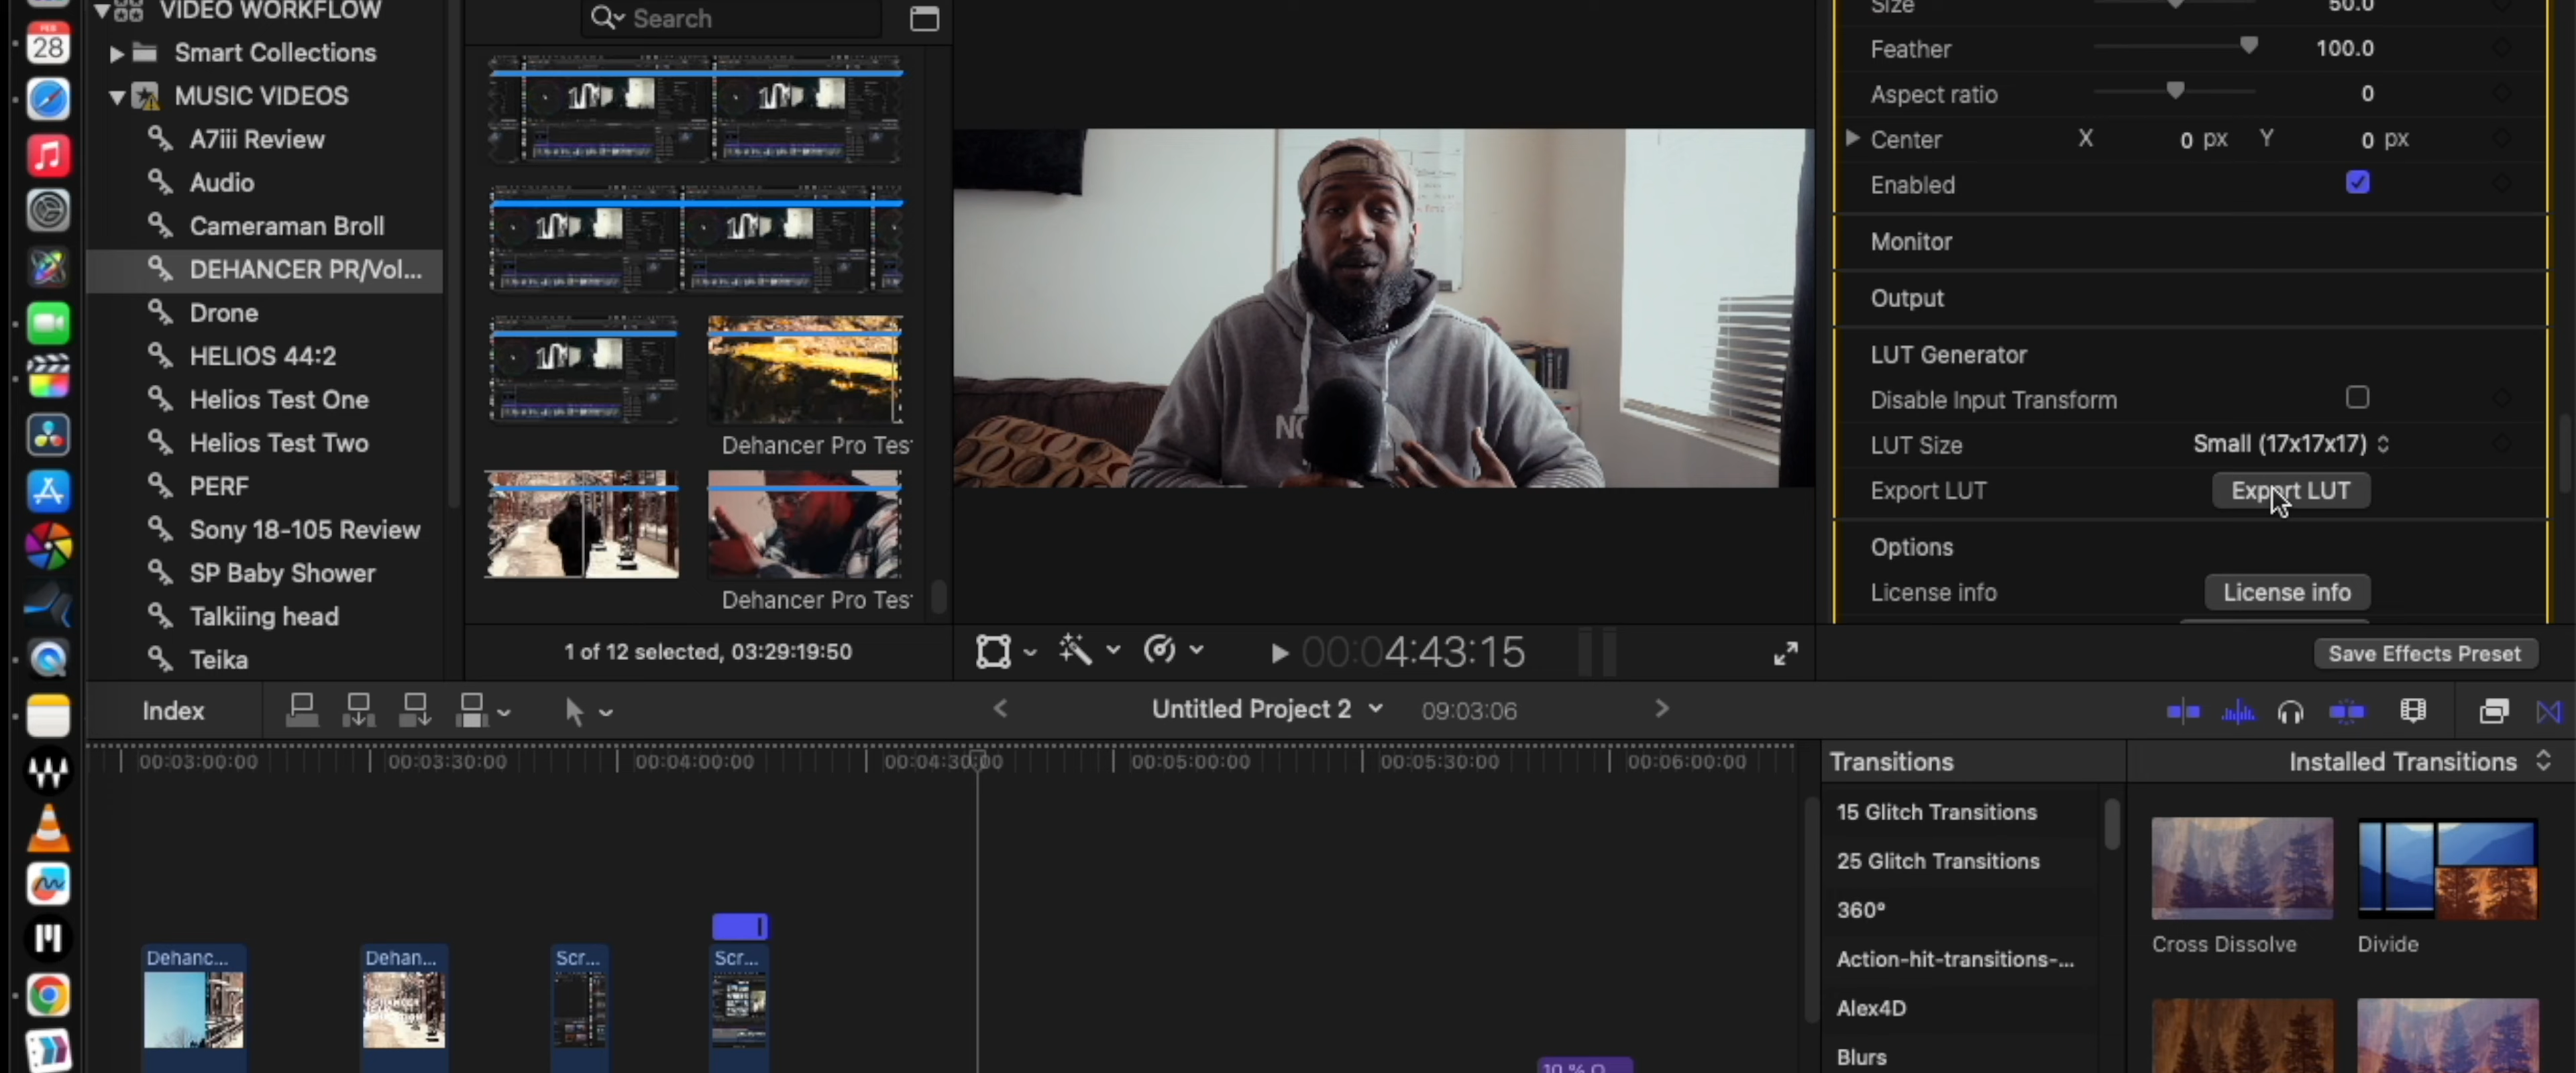 VIDEO WORKFLOW
Smart Collections
MUSIC VIDEOS
A7iii Review
Audio
Cameraman Broll
DEHANCER PR/Vol...
Drone
HELIOS 44:2
Helios Test One
Helios Test Two
PERF
Sony 18-105 Review
SP Baby Shower
Talkiing head
Teika
FEB
28
Search
Dehancer Pro Tes
Dehancer Pro Tes
1 of 12 selected, 03:29:19:50
NO
00:04:43:15
Size 50.0
Feather 100.0
Aspect ratio 0
Center X 0 px Y 0 px
Enabled
Monitor
Output
LUT Generator
Disable Input Transform
LUT Size Small (17x17x17)
Export LUT Export LUT
Options
License info License info
Save Effects Preset
Index
Untitled Project 2 09:03:06
00:03:00:00 00:03:30:00 00:04:00:00 00:04:30:00 00:05:00:00 00:05:30:00 00:06:00:00
Dehanc... Dehan... Scr... Scr...
Transitions Installed Transitions
15 Glitch Transitions
25 Glitch Transitions
360°
Action-hit-transitions-...
Alex4D
Blurs
Cross Dissolve Divide